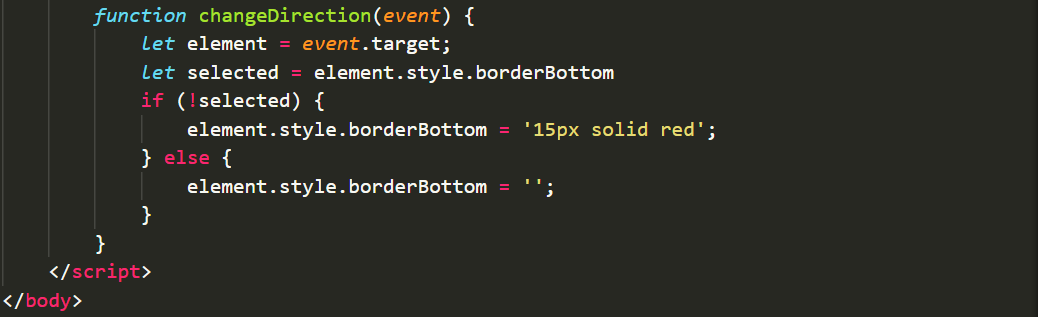 function changeDirection(event) {
let element = event.target;
let selected = element.style.borderBottom
if (!selected) {
element.style.borderBottom = '15px solid red';
} else {
element.style.borderBottom = '';
}
}
</script>
</body>